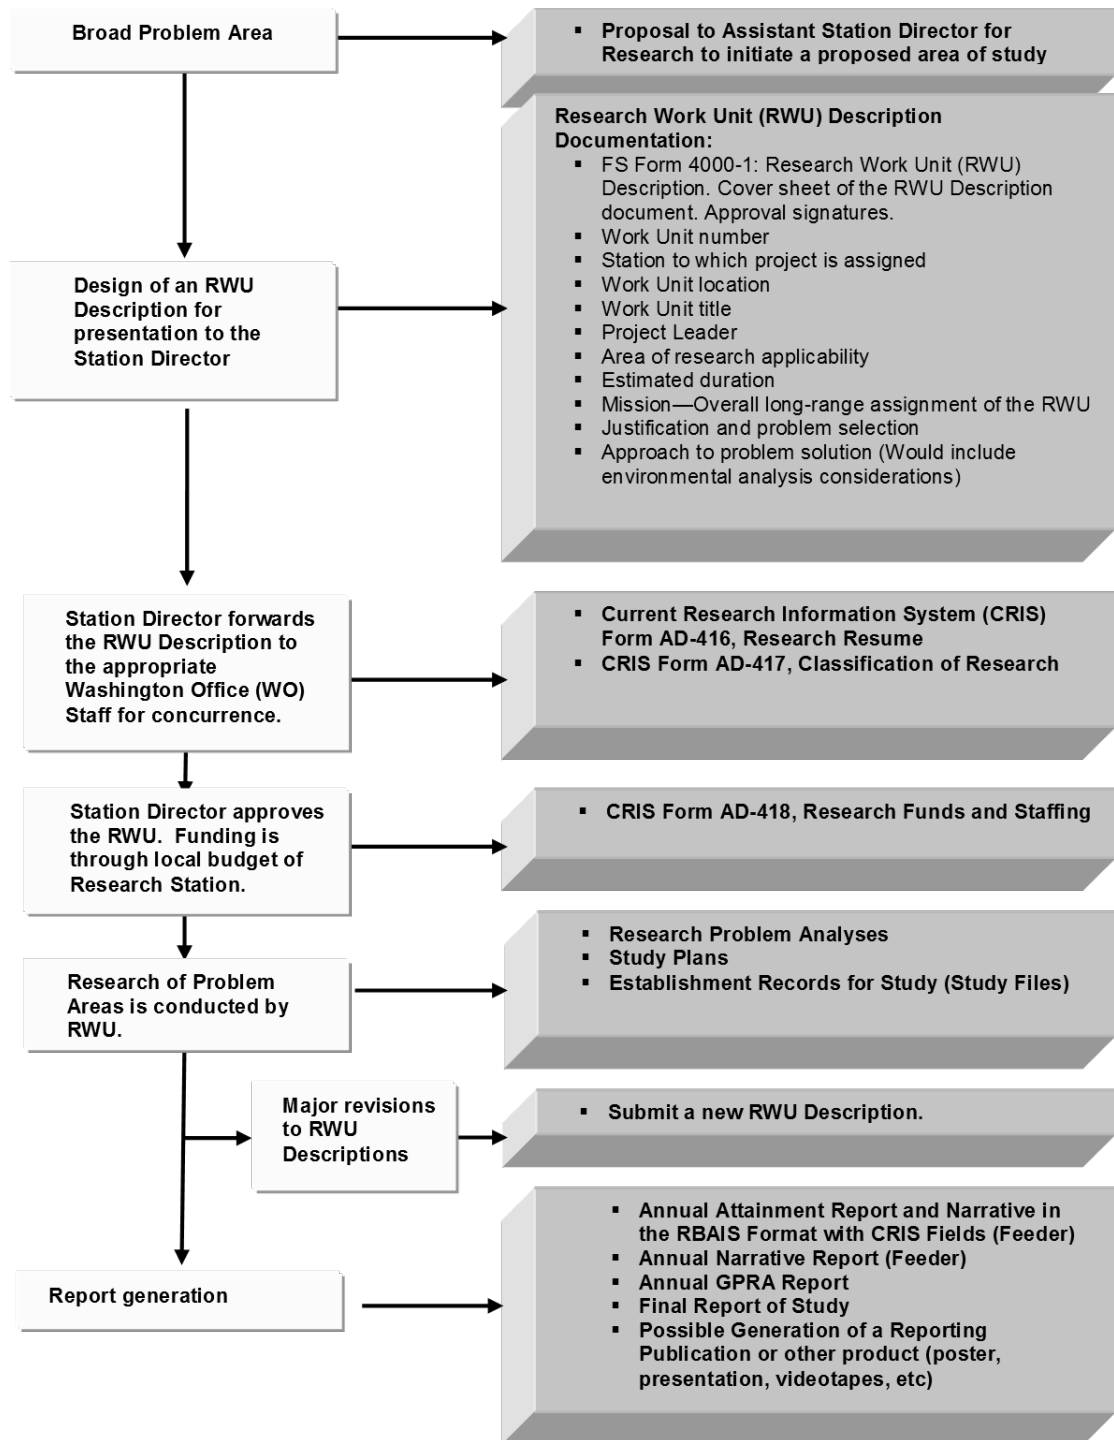 Broad Problem Area
▪ Proposal to Assistant Station Director for
Research to initiate a proposed area of study
Research Work Unit (RWU) Description
Documentation:
▪ FS Form 4000-1: Research Work Unit (RWU)
Description. Cover sheet of the RWU Description
document. Approval signatures.
▪ Work Unit number
▪ Station to which project is assigned
▪ Work Unit location
▪ Work Unit title
▪ Project Leader
▪ Area of research applicability
▪ Estimated duration
▪ Mission—Overall long-range assignment of the RWU
▪ Justification and problem selection
▪ Approach to problem solution (Would include
environmental analysis considerations)
Design of an RWU
Description for
presentation to the
Station Director
Station Director forwards
the RWU Description to
the appropriate
Washington Office (WO)
Staff for concurrence.
▪ Current Research Information System (CRIS)
Form AD-416, Research Resume
▪ CRIS Form AD-417, Classification of Research
Station Director approves
the RWU.  Funding is
through local budget of
Research Station.
▪ CRIS Form AD-418, Research Funds and Staffing
Research of Problem
Areas is conducted by
RWU.
▪ Research Problem Analyses
▪ Study Plans
▪ Establishment Records for Study (Study Files)
Major revisions
to RWU
Descriptions
▪ Submit a new RWU Description.
Report generation
▪ Annual Attainment Report and Narrative in
the RBAIS Format with CRIS Fields (Feeder)
▪ Annual Narrative Report (Feeder)
▪ Annual GPRA Report
▪ Final Report of Study
▪ Possible Generation of a Reporting
Publication or other product (poster,
presentation, videotapes, etc)